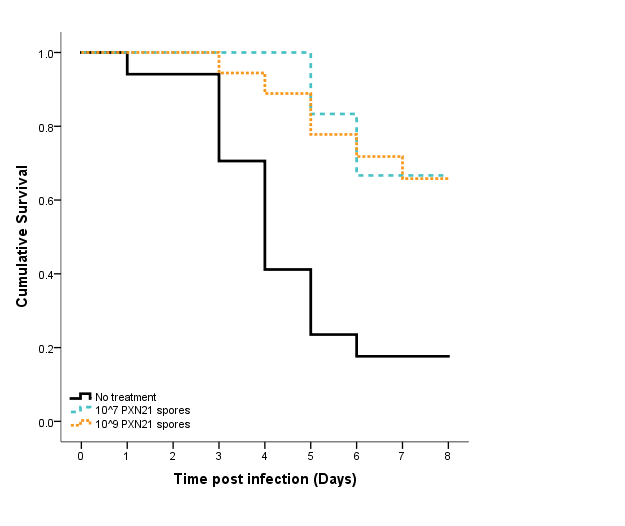 Cumulative Survival
1.0
0.8
0.6
0.4
0.2
0.0
No treatment
10^7 PXN21 spores
10^9 PXN21 spores
0 1 2 3 4 5 6 7 8
Time post infection (Days)